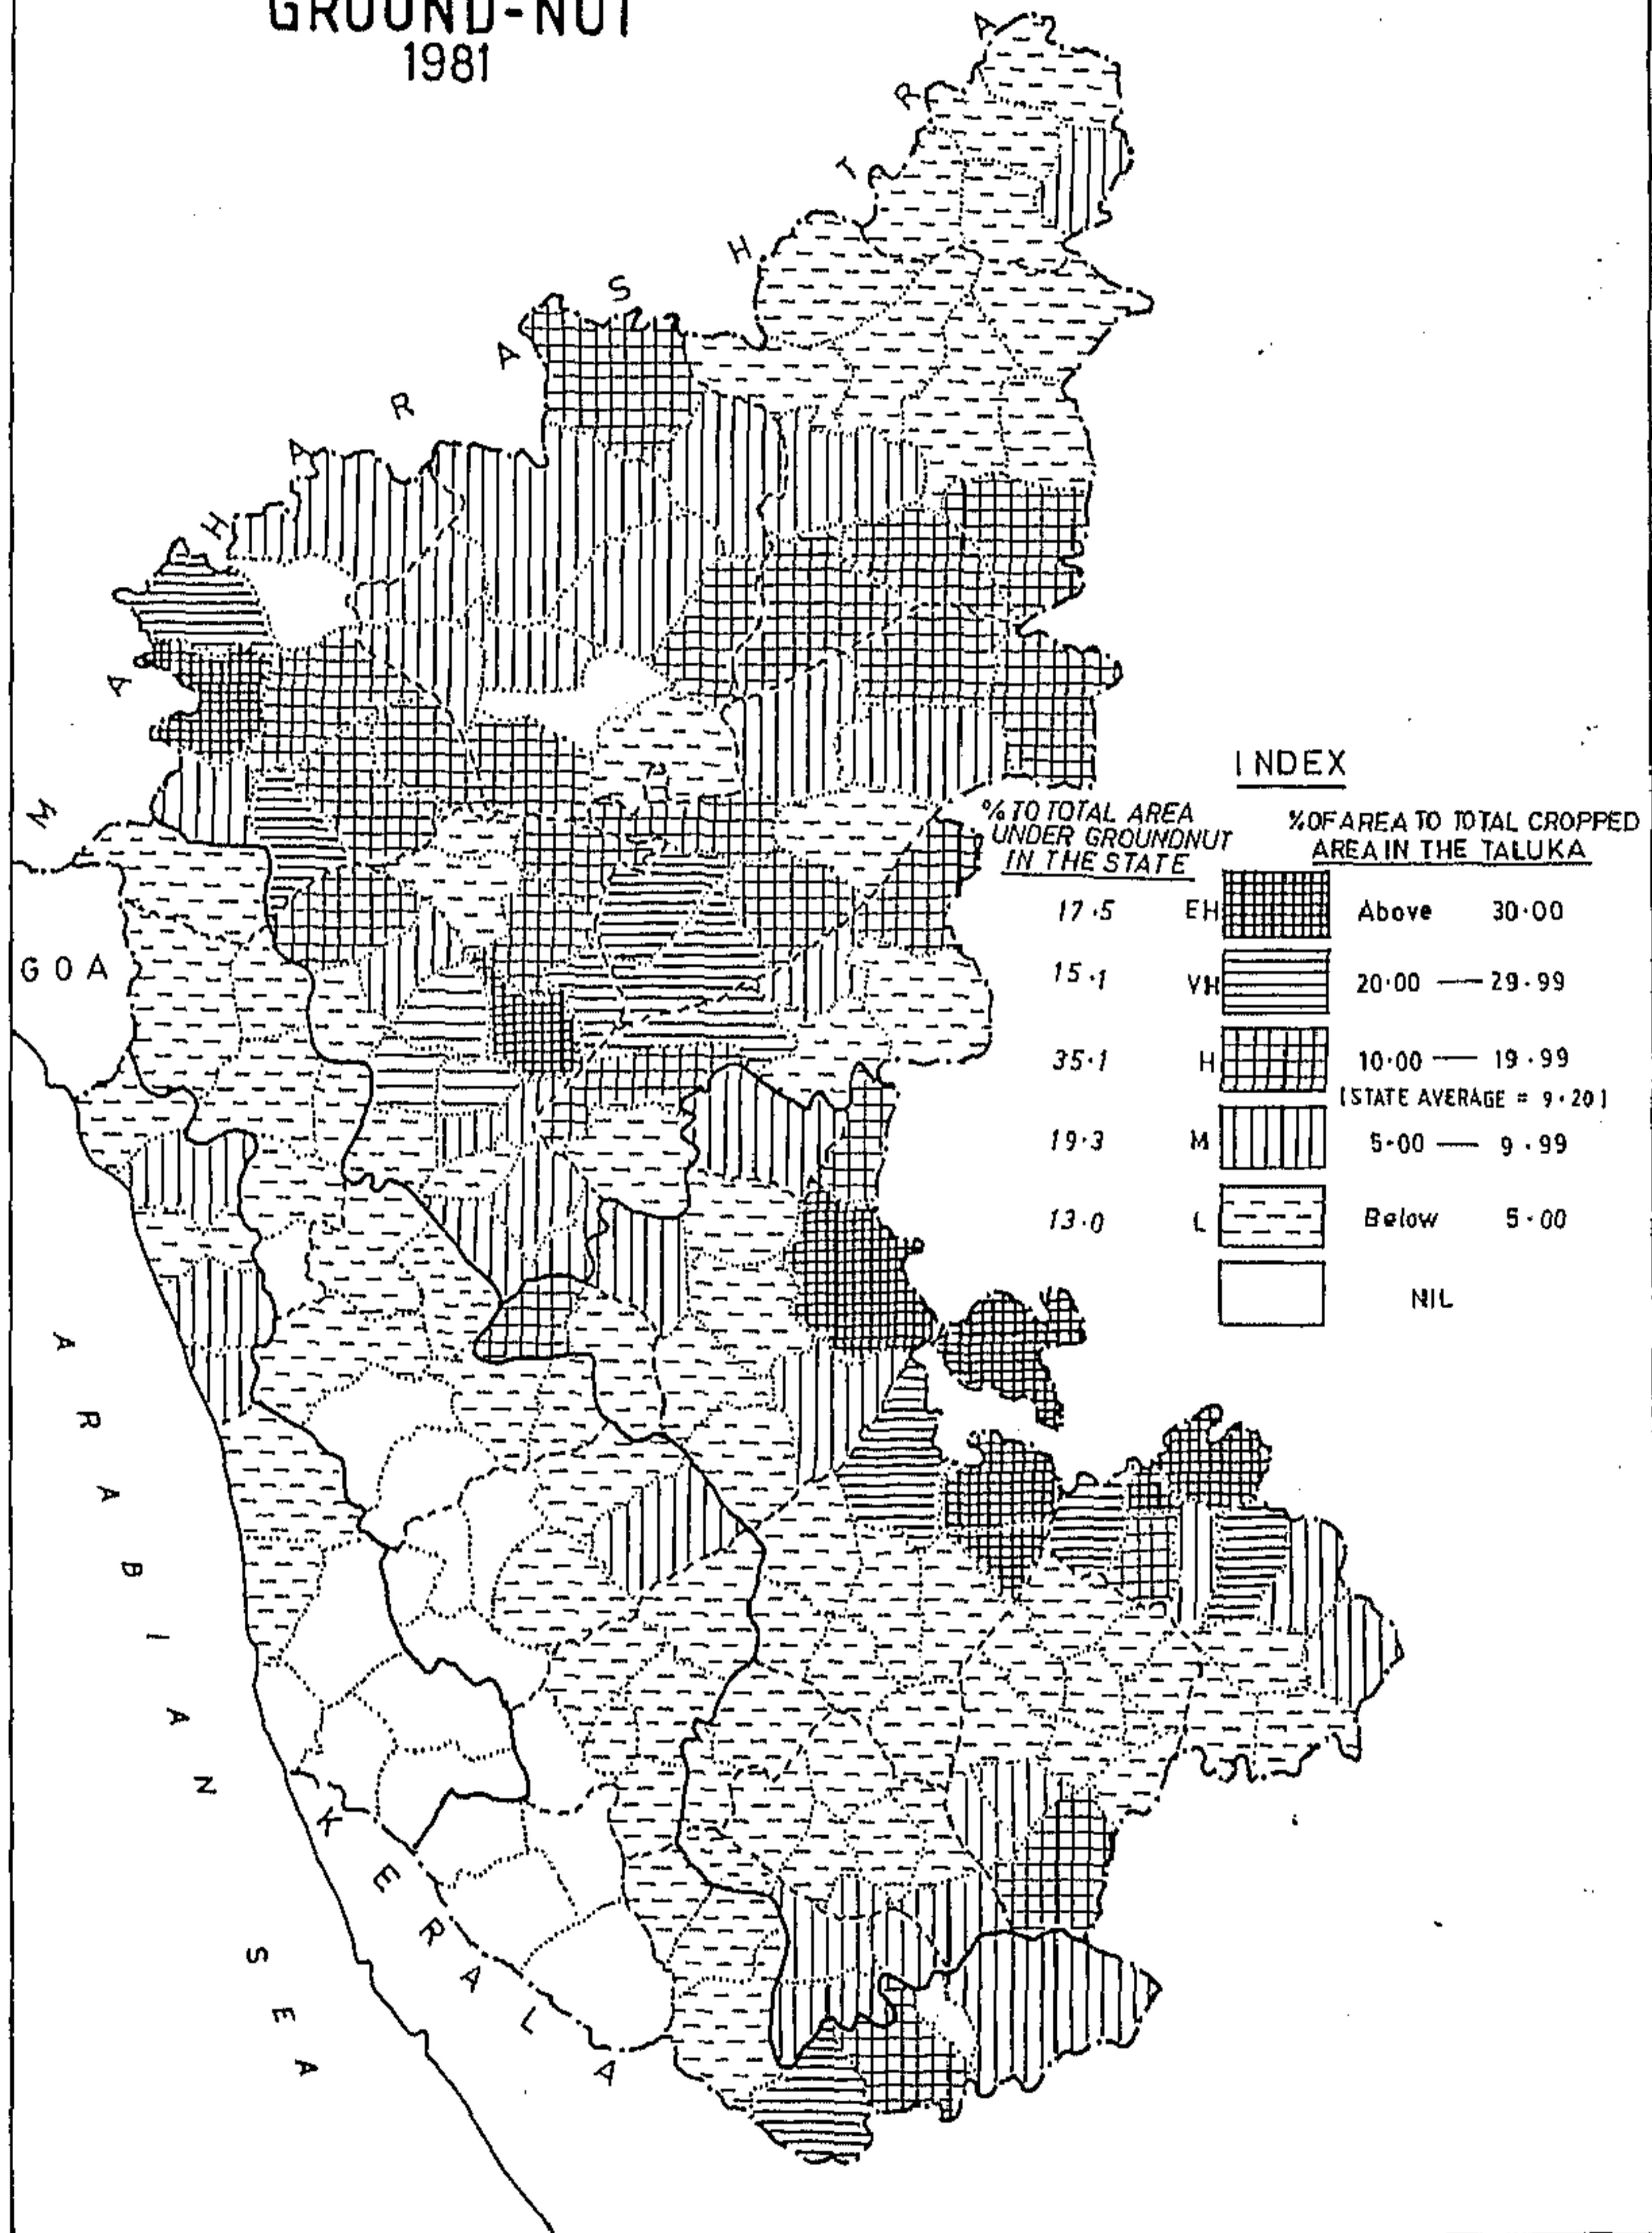 GROUND-NUT
1981
MAHARASHTRA
GOA
ARABIAN SEA
KERALA
INDEX
% TO TOTAL AREA
UNDER GROUNDNUT
IN THE STATE
% OF AREA TO TOTAL CROPPED
AREA IN THE TALUKA
17.5 EH Above 30.00
15.1 VH 20.00 — 29.99
35.1 H 10.00 — 19.99
[STATE AVERAGE = 9.20]
19.3 M 5.00 — 9.99
13.0 L Below 5.00
NIL